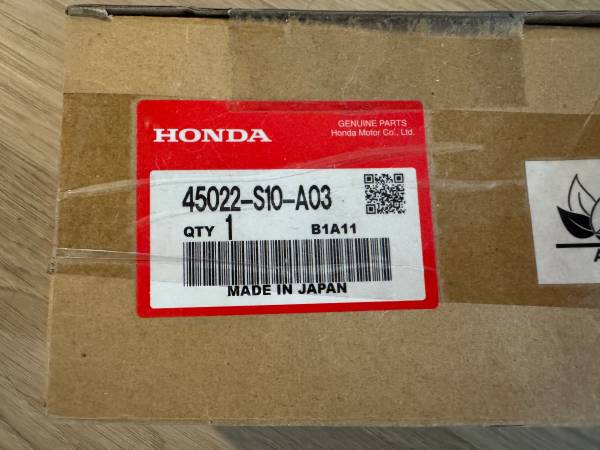 HONDA
GENUINE PARTS
Honda Motor Co., Ltd.
45022-S10-A03
QTY 1 B1A11
MADE IN JAPAN